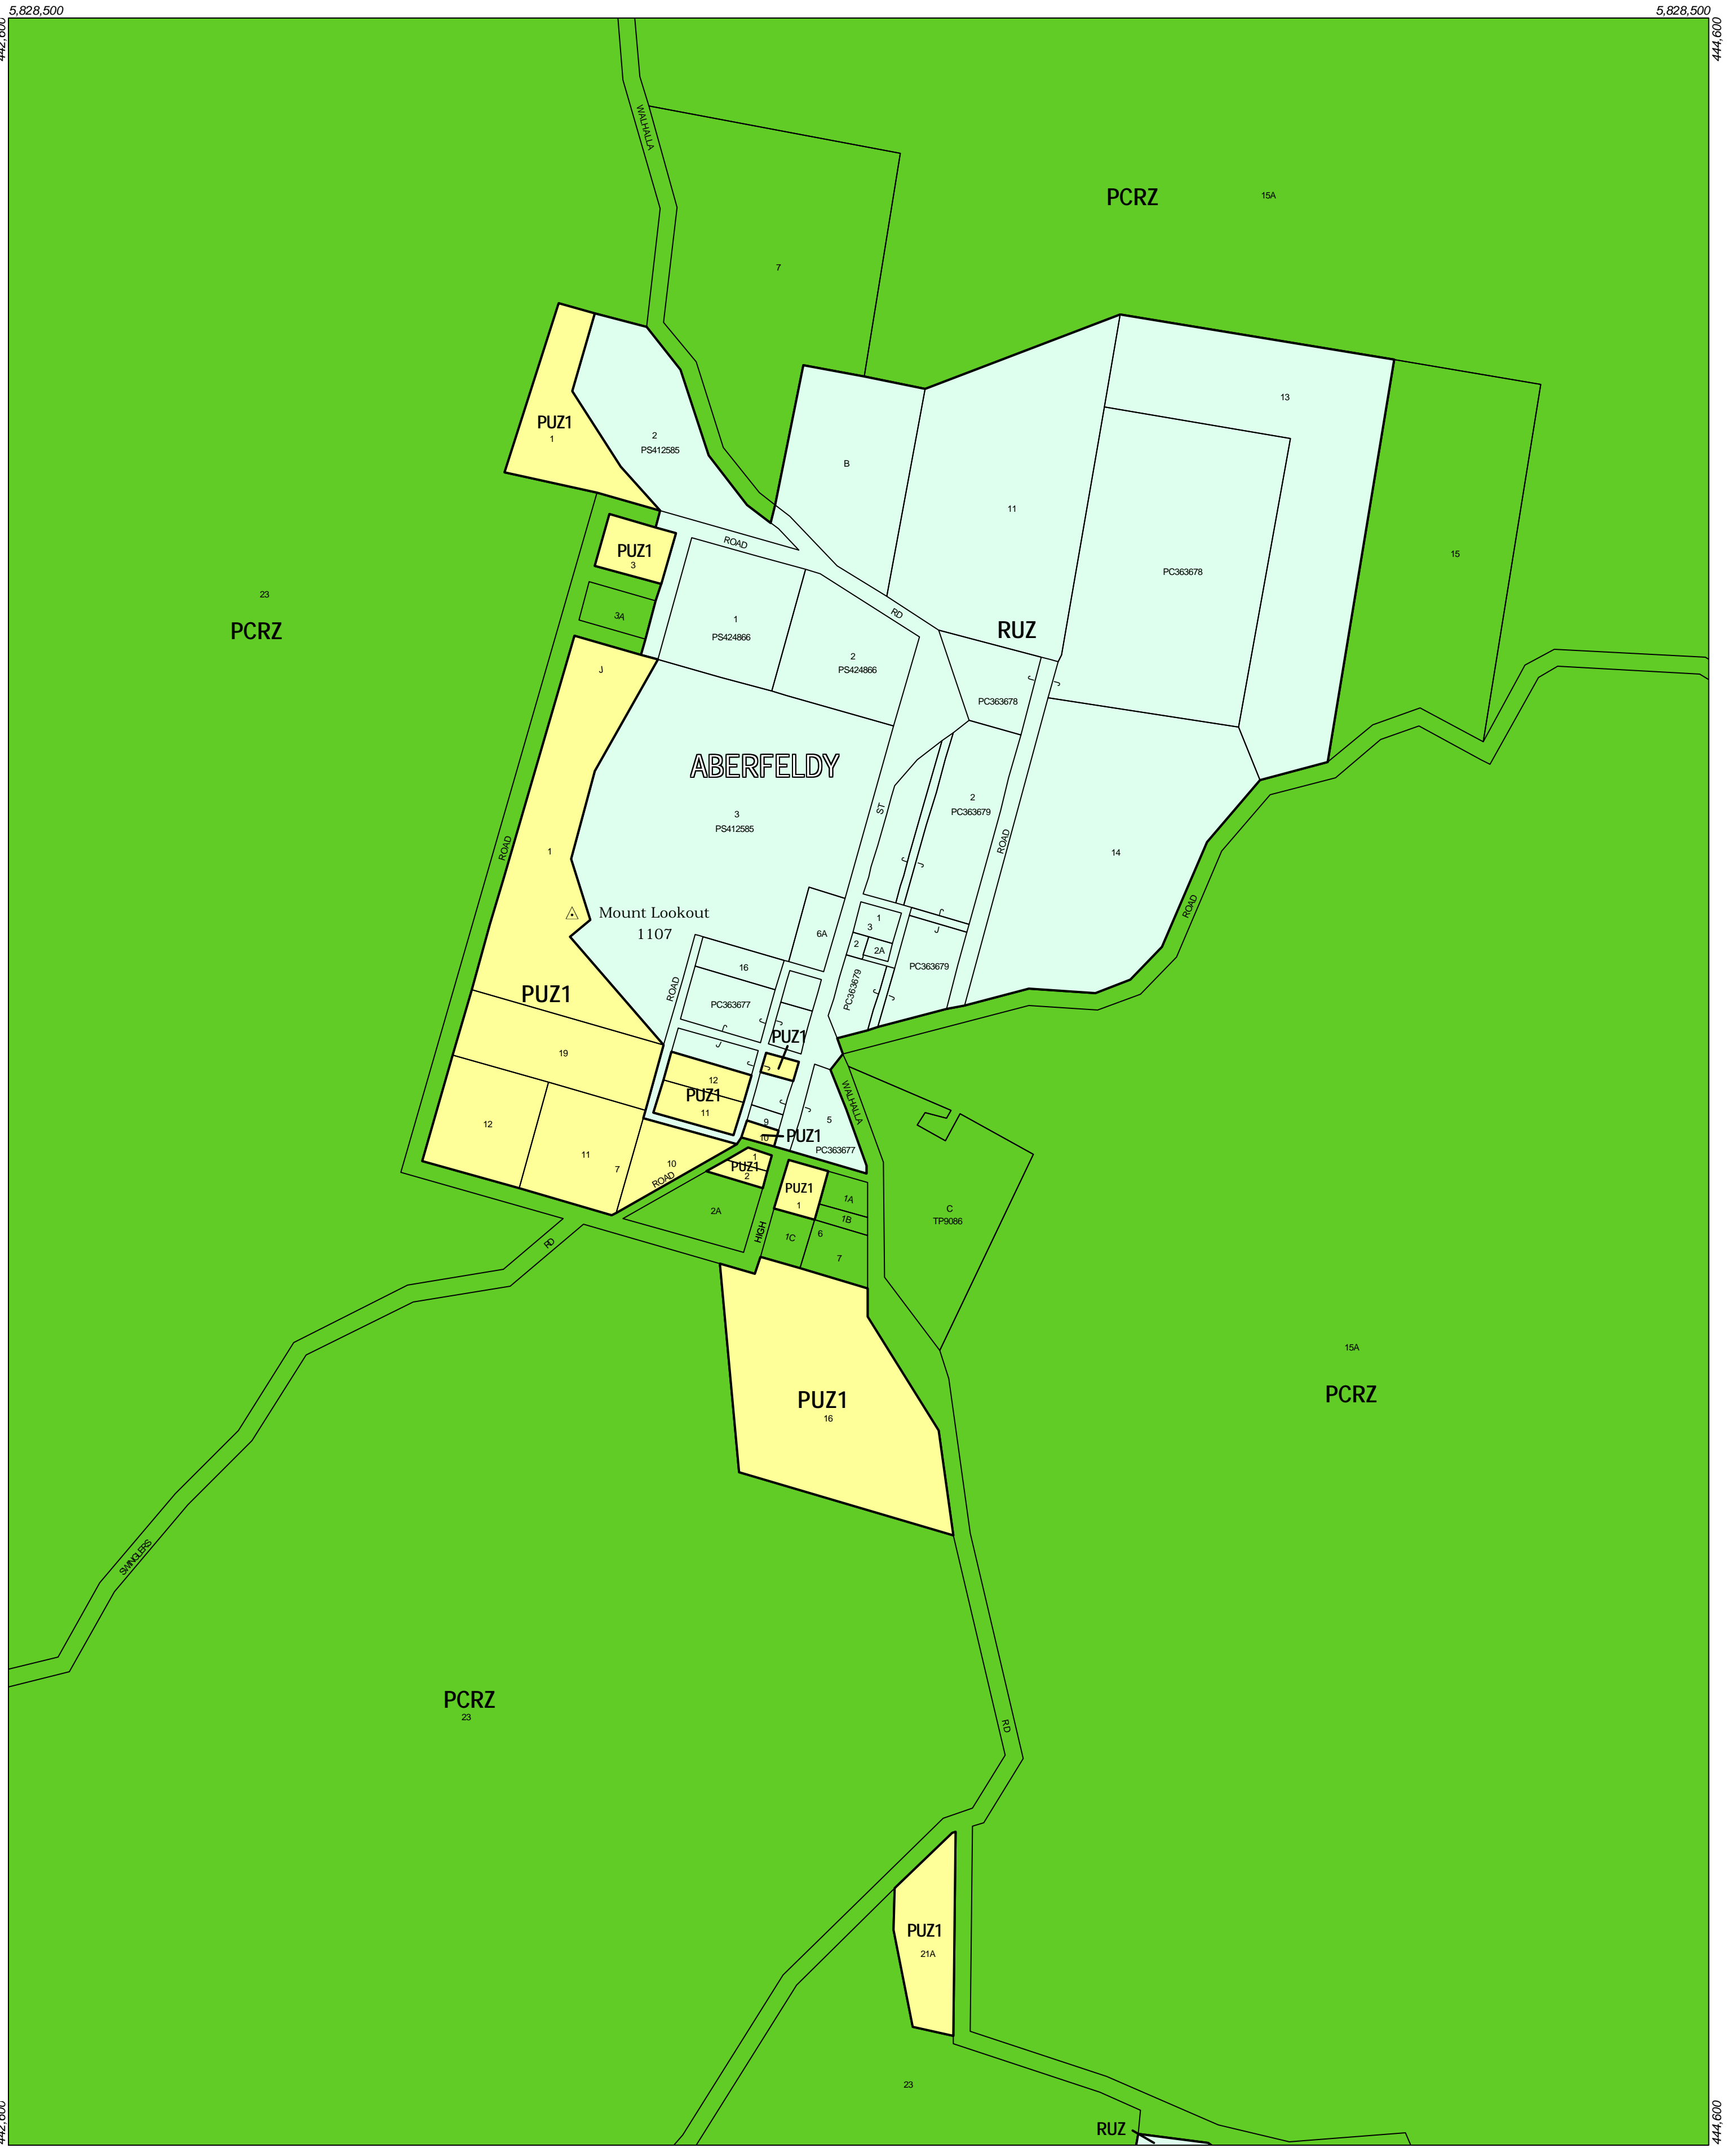 5,828,500
5,828,500
442,600
444,600
WALHALLA
PCRZ
15A
7
13
PUZ1
1
2
PS412585
B
11
ROAD
PUZ1
3
15
PC363678
23
3A
1
PS424866
RD
RUZ
PCRZ
2
PS424866
J
J
J
PC363678
ABERFELDY
2
PC363679
3
PS412585
ST
ROAD
ROAD
1
J
J
14
ROAD
Mount Lookout
1107
6A
1
3
J
J
2
2A
16
PC363679
PC363679
ROAD
PUZ1
PC363677
J
J
J
J
J
PUZ1
J
19
J
J
12
PUZ1
11
J
J
WALHALLA
5
PC363677
9
10
PUZ1
12
11
7
10
ROAD
1
PUZ1
2
PUZ1
1
1A
1B
2A
HIGH
1C
6
7
C
TP9086
RD
15A
PCRZ
PUZ1
16
SWINGLERS
PCRZ
23
RD
PUZ1
21A
23
RUZ
442,600
444,600